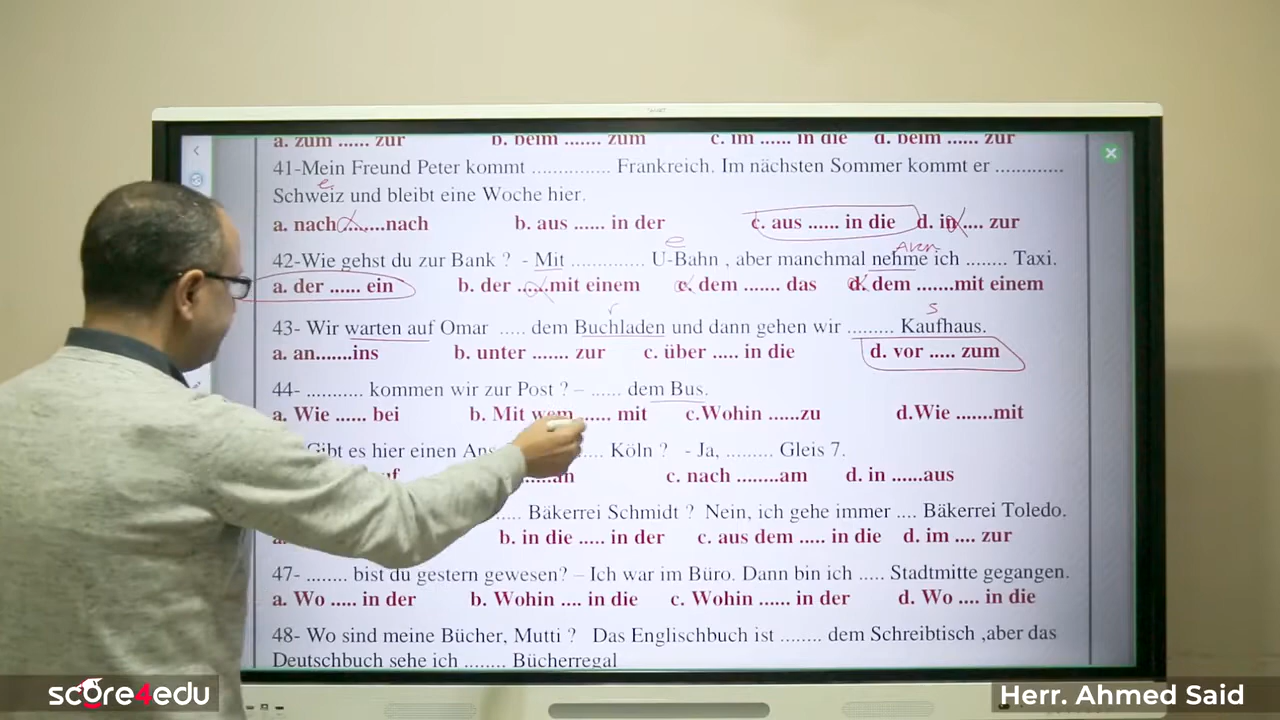 a. zum ...... zur b. beim ....... zum c. im ...... in die d. beim ...... zur
41-Mein Freund Peter kommt .............. Frankreich. Im nächsten Sommer kommt er .............
e
Schweiz und bleibt eine Woche hier.
a. nach.........nach b. aus ...... in der c. aus ...... in die d. in ..... zur
e
Aken
42-Wie gehst du zur Bank ? - Mit ............. U-Bahn , aber manchmal nehme ich ........ Taxi.
a. der ...... ein b. der ......mit einem c. dem ....... das d. dem .......mit einem
r s
43- Wir warten auf Omar ..... dem Buchladen und dann gehen wir ......... Kaufhaus.
a. an.......ins b. unter ....... zur c. über ..... in die d. vor ..... zum
44- ........... kommen wir zur Post ? – ...... dem Bus.
a. Wie ...... bei b. Mit wem ...... mit c.Wohin ......zu d.Wie .......mit
Gibt es hier einen .... Köln ? - Ja, ......... Gleis 7.
c. nach ........am d. in ......aus
.... Bäkerrei Schmidt ? Nein, ich gehe immer .... Bäkerrei Toledo.
b. in die ..... in der c. aus dem ..... in die d. im .... zur
47- ........ bist du gestern gewesen? – Ich war im Büro. Dann bin ich ..... Stadtmitte gegangen.
a. Wo ..... in der b. Wohin .... in die c. Wohin ...... in der d. Wo .... in die
48- Wo sind meine Bücher, Mutti ? Das Englischbuch ist ........ dem Schreibtisch ,aber das
Deutschbuch sehe ich ........ Bücherregal
score4edu
Herr. Ahmed Said